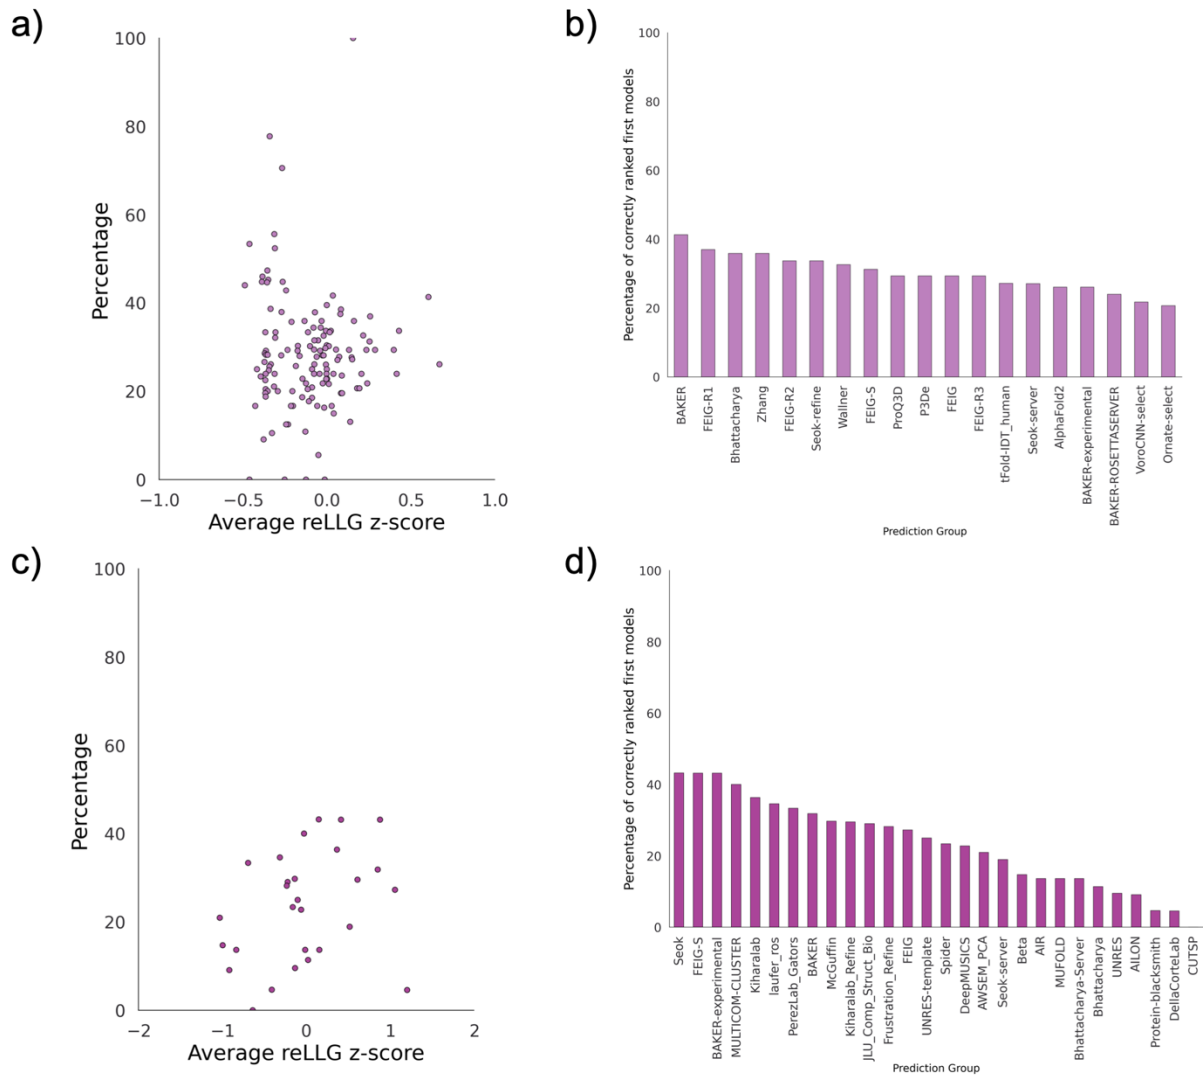 a)
Percentage
100
80
60
40
20
0
−1.0
−0.5
0.0
0.5
1.0
Average reLLG z-score
b)
Percentage of correctly ranked first models
100
80
60
40
20
0
BAKER
FEIG-R1
Bhattacharya
Zhang
FEIG-R2
Seok-refine
Wallner
FEIG-S
ProQ3D
P3De
FEIG
FEIG-R3
tFold-IDT_human
Seok-server
AlphaFold2
BAKER-experimental
BAKER-ROSETTASERVER
VoroCNN-select
Ornate-select
Prediction Group
c)
Percentage
100
80
60
40
20
0
−2
−1
0
1
2
Average reLLG z-score
d)
Percentage of correctly ranked first models
100
80
60
40
20
0
Seok
FEIG-S
BAKER-experimental
MULTICOM-CLUSTER
Kiharalab
laufer_ros
PerezLab_Gators
BAKER
McGuffin
Kiharalab_Refine
JLU_Comp_Struct_Bio
Frustration_Refine
FEIG
UNRES-template
Spider
DeepMUSICS
AWSEM_PCA
Seok-server
Beta
AIR
MUFOLD
Bhattacharya-Server
Bhattacharya
UNRES
AILON
Protein-blacksmith
DellaCorteLab
CUTSP
Prediction Group